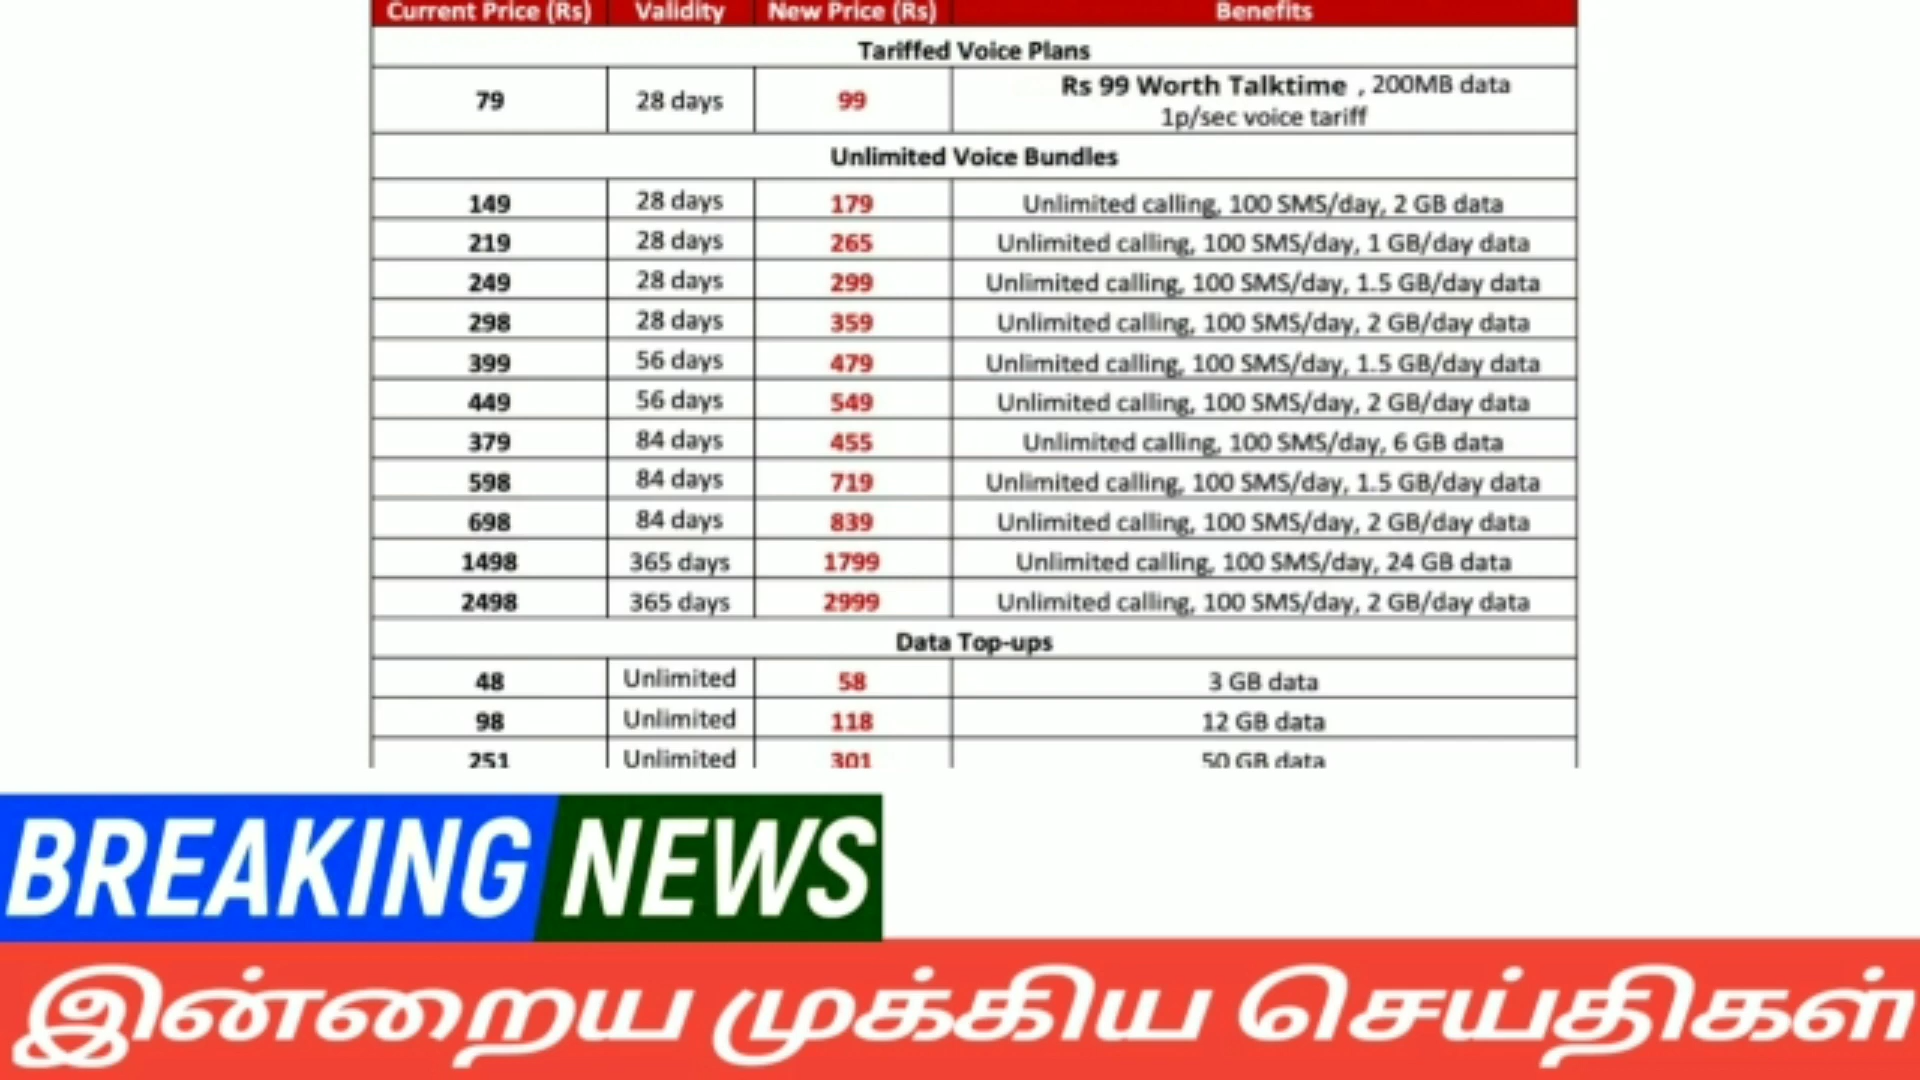 Current Price (Rs) Validity New Price (Rs) Benefits
Tariffed Voice Plans
79 28 days 99 Rs 99 Worth Talktime , 200MB data
1p/sec voice tariff
Unlimited Voice Bundles
149 28 days 179 Unlimited calling, 100 SMS/day, 2 GB data
219 28 days 265 Unlimited calling, 100 SMS/day, 1 GB/day data
249 28 days 299 Unlimited calling, 100 SMS/day, 1.5 GB/day data
298 28 days 359 Unlimited calling, 100 SMS/day, 2 GB/day data
399 56 days 479 Unlimited calling, 100 SMS/day, 1.5 GB/day data
449 56 days 549 Unlimited calling, 100 SMS/day, 2 GB/day data
379 84 days 455 Unlimited calling, 100 SMS/day, 6 GB data
598 84 days 719 Unlimited calling, 100 SMS/day, 1.5 GB/day data
698 84 days 839 Unlimited calling, 100 SMS/day, 2 GB/day data
1498 365 days 1799 Unlimited calling, 100 SMS/day, 24 GB data
2498 365 days 2999 Unlimited calling, 100 SMS/day, 2 GB/day data
Data Top-ups
48 Unlimited 58 3 GB data
98 Unlimited 118 12 GB data
251 Unlimited 301 50 GB data
BREAKING NEWS
இன்றைய முக்கிய செய்திகள்